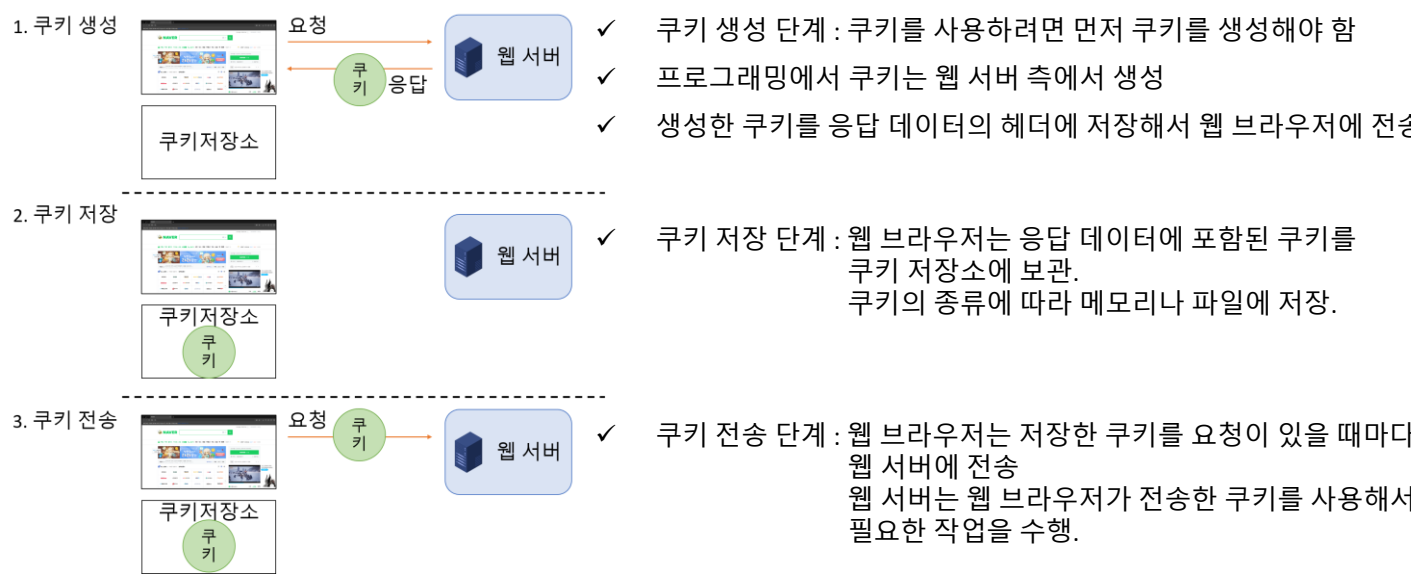 1. 쿠키 생성
요청
쿠
키
응답
웹 서버
쿠키저장소
✓ 쿠키 생성 단계 : 쿠키를 사용하려면 먼저 쿠키를 생성해야 함
✓ 프로그래밍에서 쿠키는 웹 서버 측에서 생성
✓ 생성한 쿠키를 응답 데이터의 헤더에 저장해서 웹 브라우저에 전송
2. 쿠키 저장
웹 서버
쿠키저장소
쿠
키
✓ 쿠키 저장 단계 : 웹 브라우저는 응답 데이터에 포함된 쿠키를
쿠키 저장소에 보관.
쿠키의 종류에 따라 메모리나 파일에 저장.
3. 쿠키 전송
요청
쿠
키
웹 서버
쿠키저장소
쿠
키
✓ 쿠키 전송 단계 : 웹 브라우저는 저장한 쿠키를 요청이 있을 때마다
웹 서버에 전송
웹 서버는 웹 브라우저가 전송한 쿠키를 사용해서
필요한 작업을 수행.